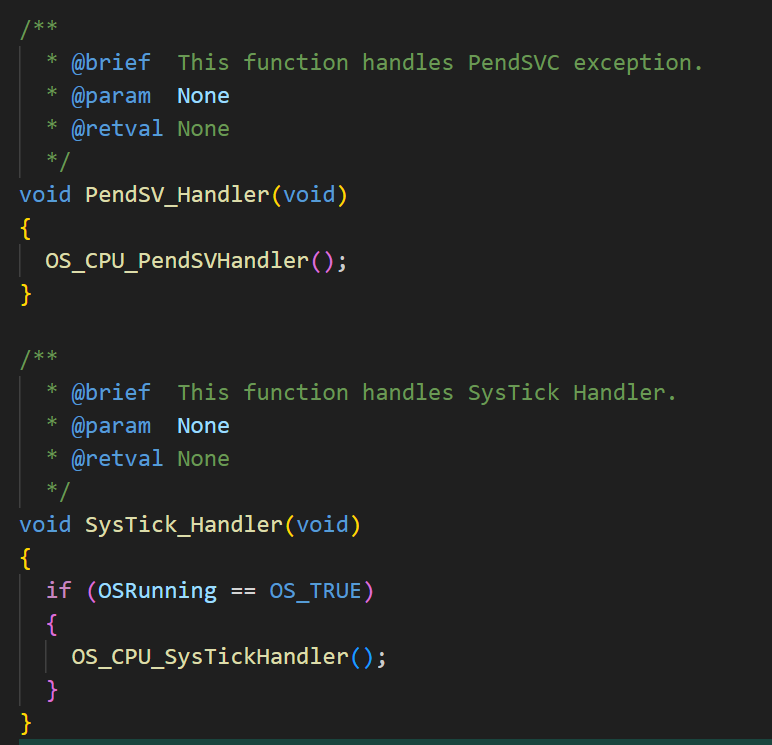 /**
  * @brief  This function handles PendSVC exception.
  * @param  None
  * @retval None
  */
void PendSV_Handler(void)
{
  OS_CPU_PendSVHandler();
}

/**
  * @brief  This function handles SysTick Handler.
  * @param  None
  * @retval None
  */
void SysTick_Handler(void)
{
  if (OSRunning == OS_TRUE)
  {
    OS_CPU_SysTickHandler();
  }
}